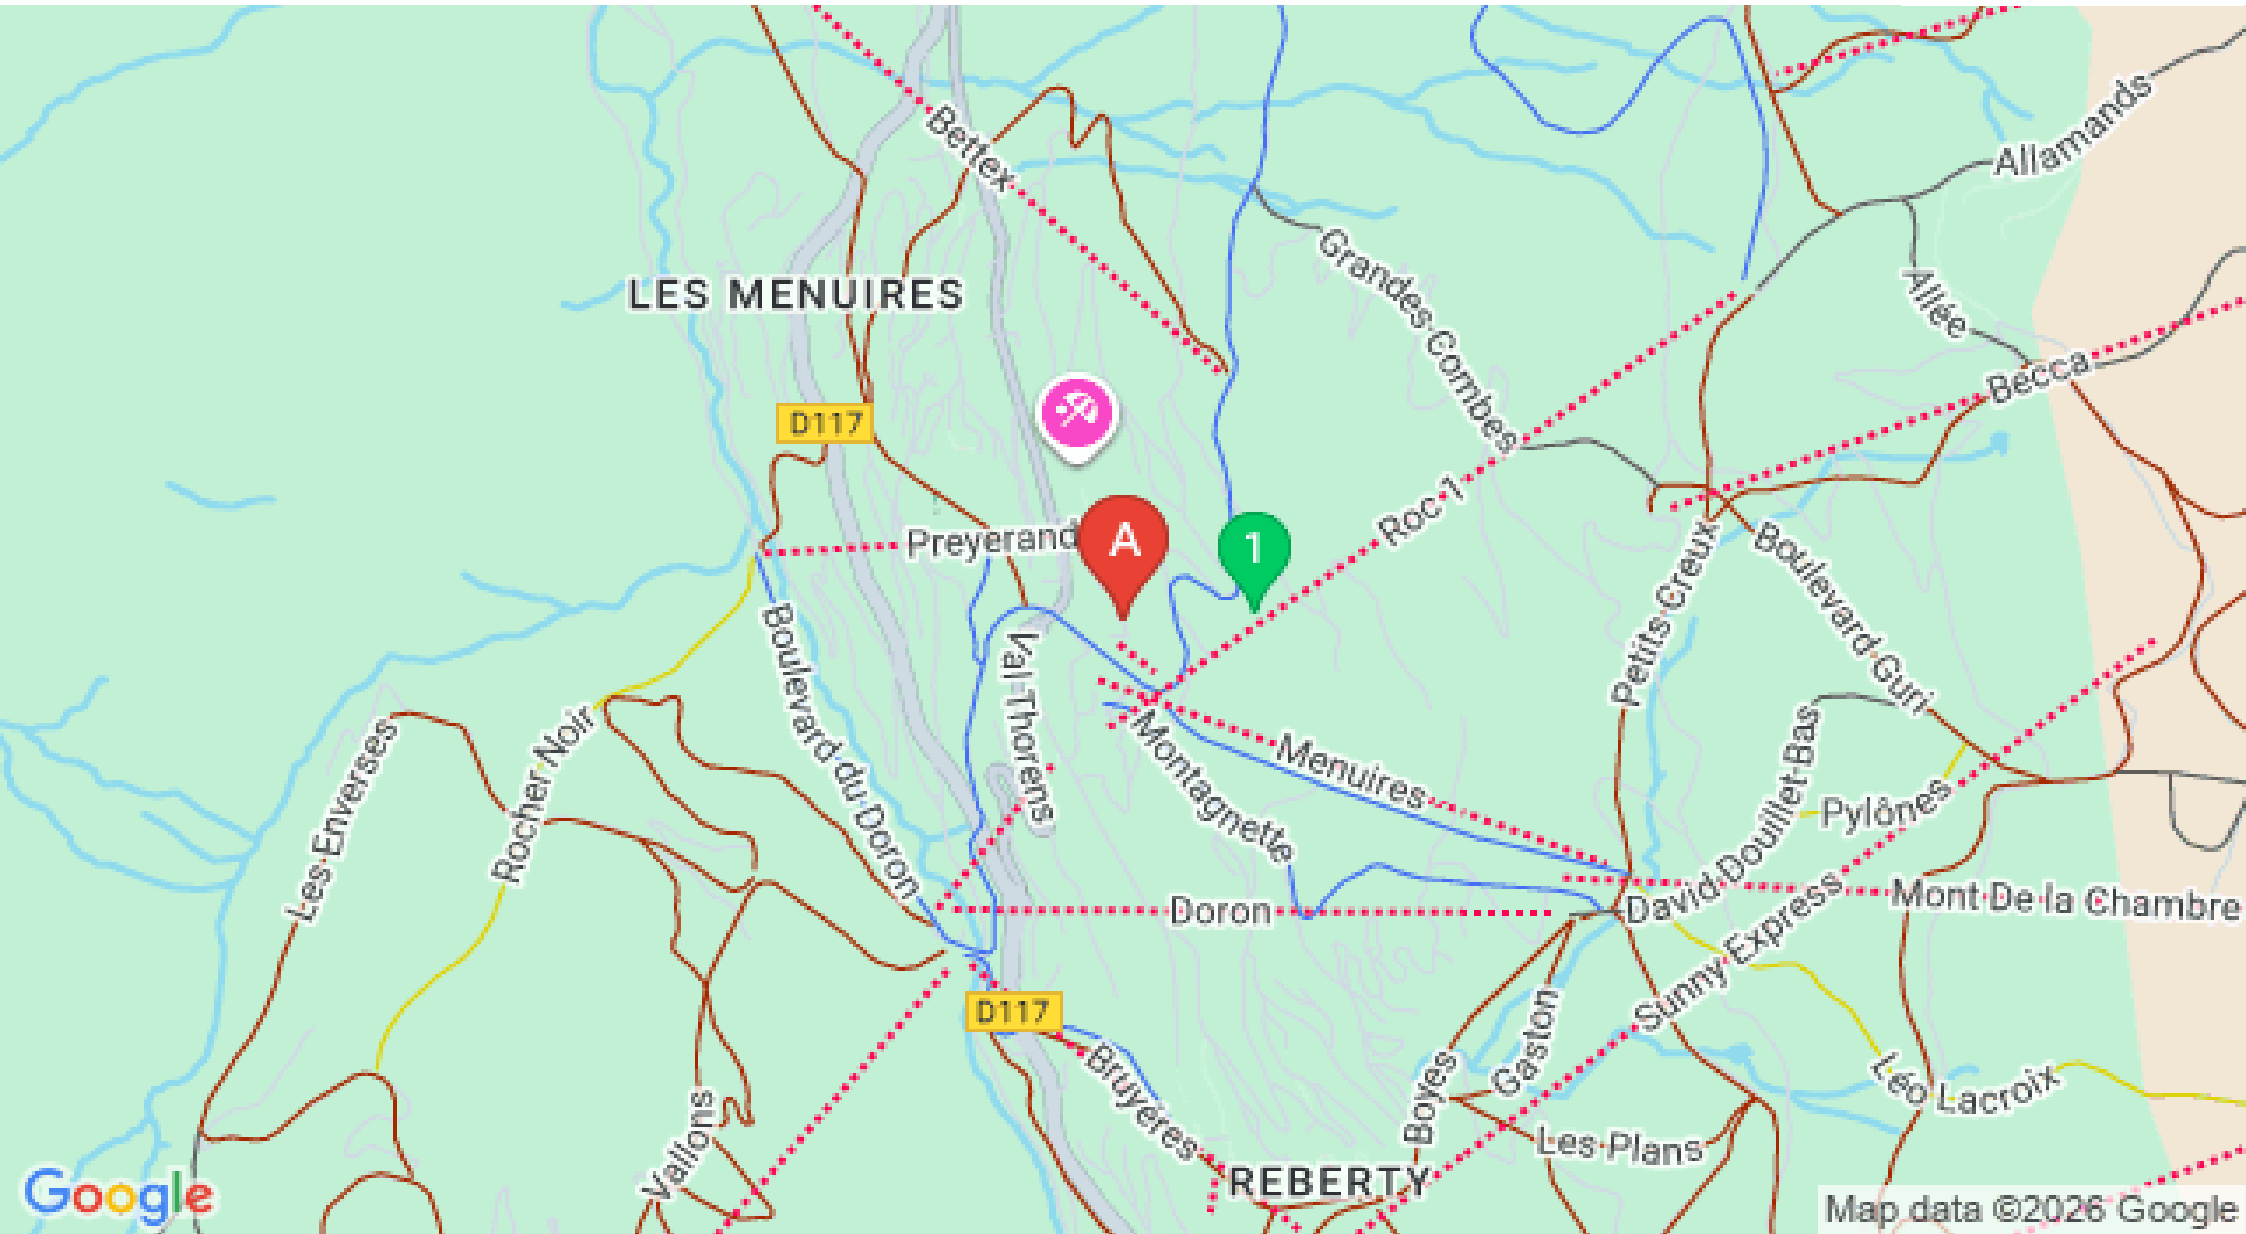 Bettex
Allamands
Grandes Combes
LES MENUIRES
Allée
Becca
D117
Roc 1
Preyerand
A
1
Petits Creux
Boulevard Guri
Boulevard du Doron
Val Thorens
Les Enverses
Rocher Noir
Montagnette
Menuires
David Douillet Bas
Pylônes
Doron
Mont De la Chambre
Sunny Express
D117
Gaston
Bruyères
Boyes
Léo Lacroix
Vallons
Les Plans
REBERTY
Google
Map data ©2026 Google